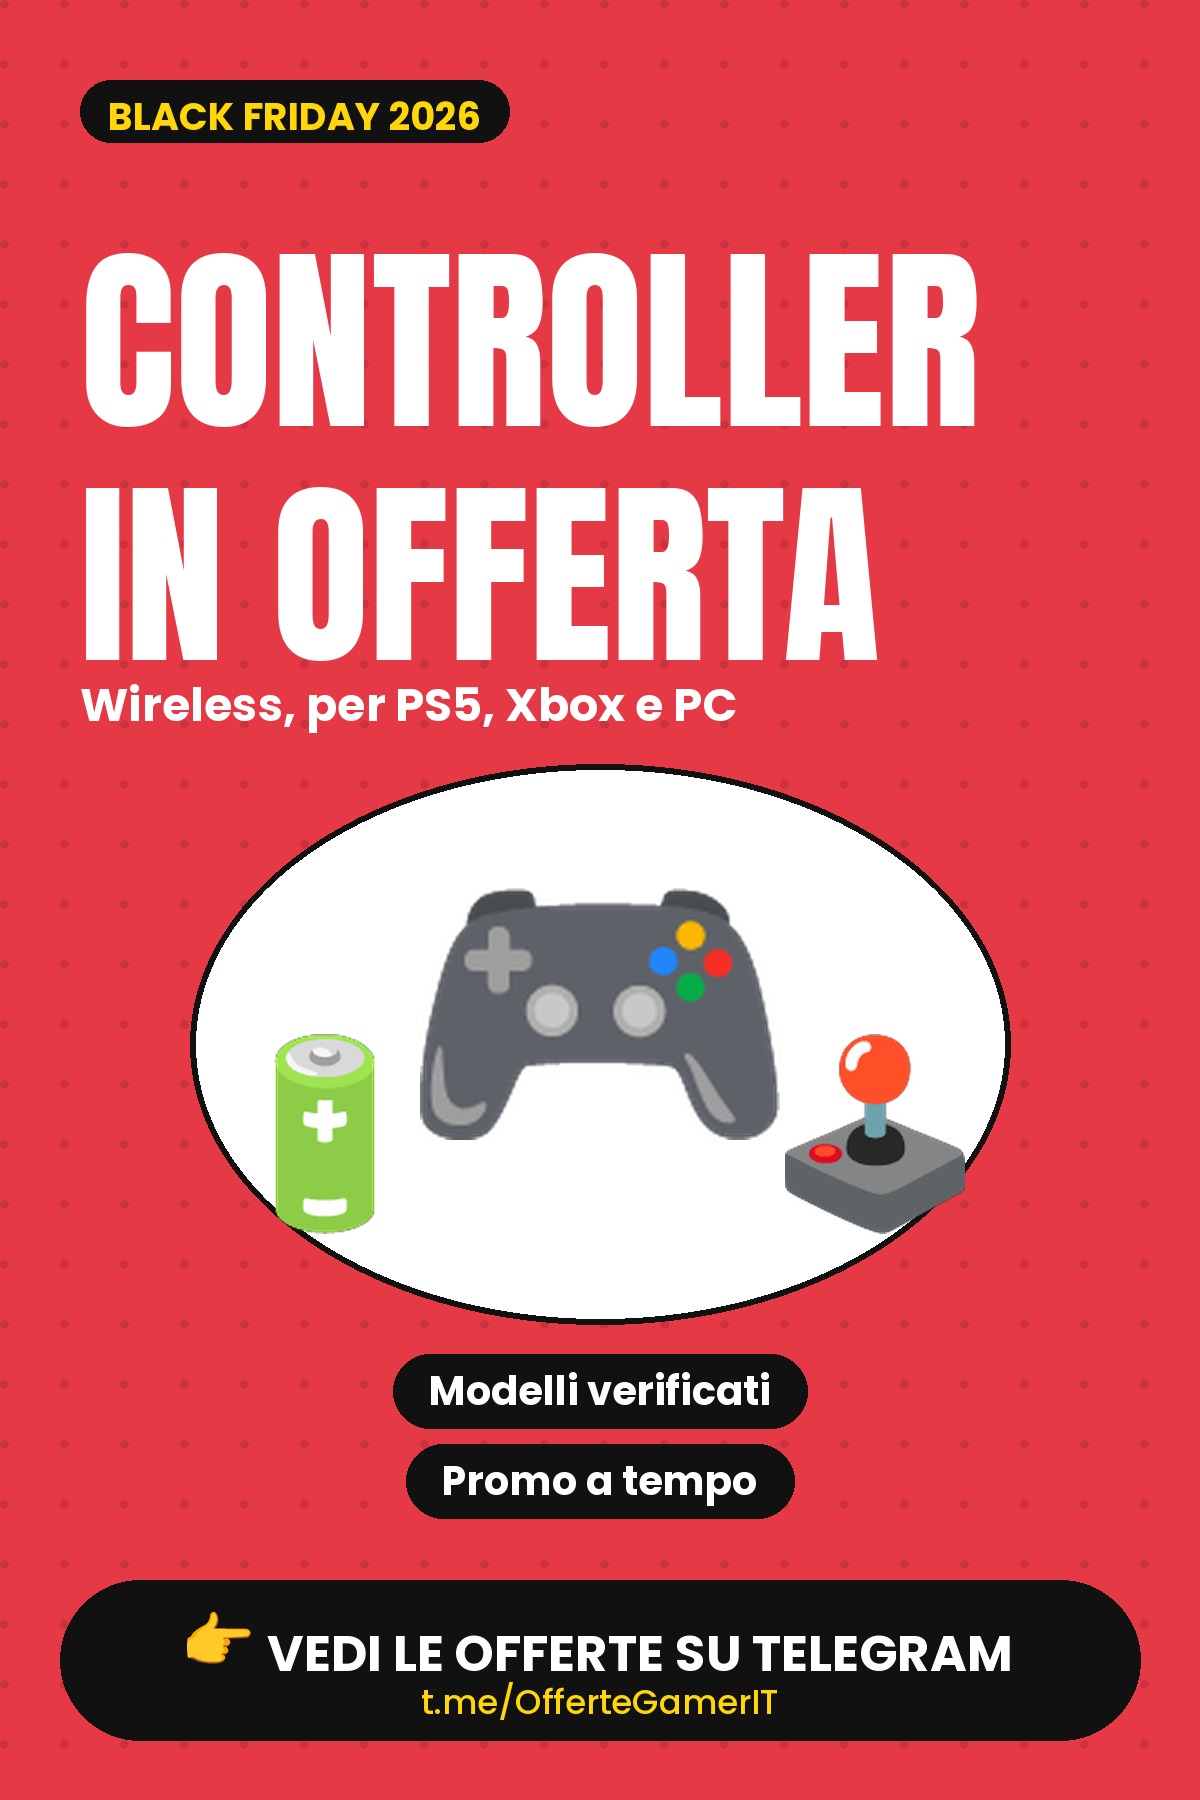 BLACK FRIDAY 2026
CONTROLLER
IN OFFERTA
Wireless, per PS5, Xbox e PC
Modelli verificati
Promo a tempo
VEDI LE OFFERTE SU TELEGRAM
t.me/OfferteGamerIT